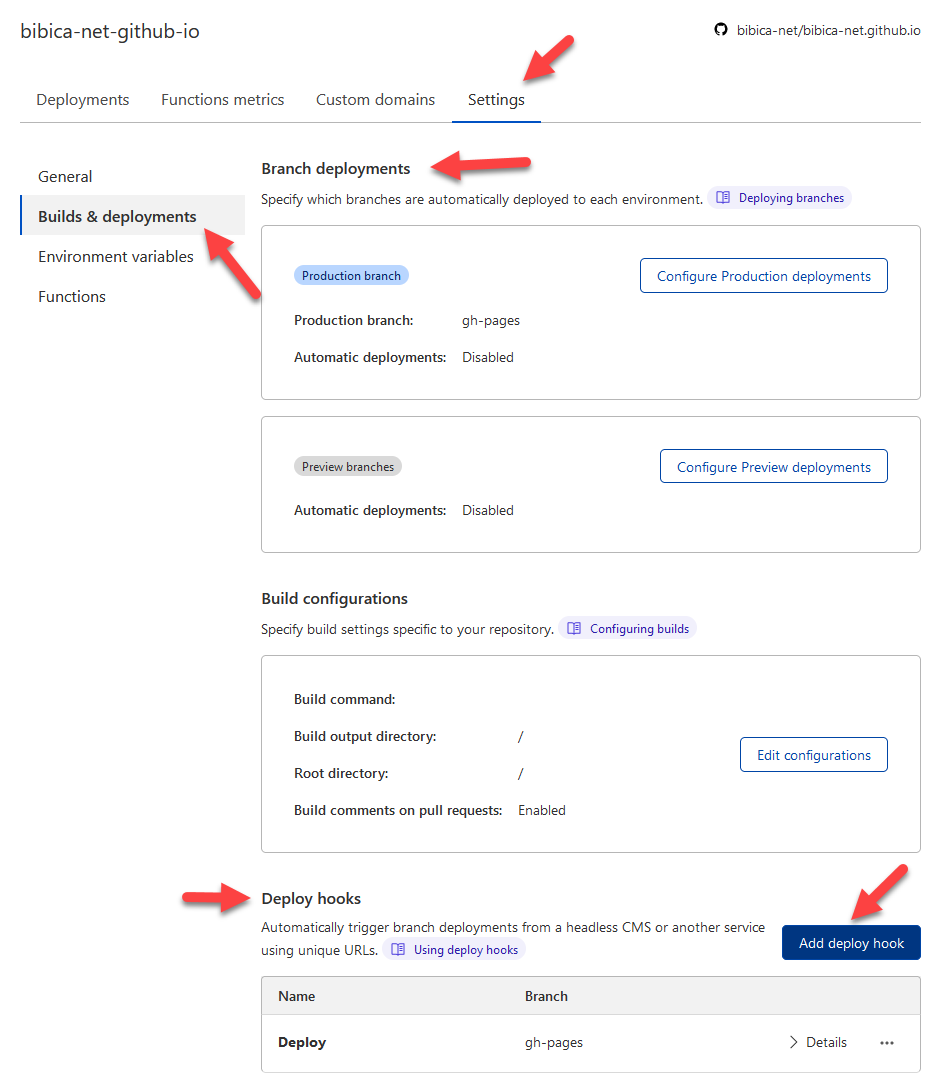 bibica-net-github-io
bibica-net/bibica-net.github.io
Deployments Functions metrics Custom domains Settings
General
Builds & deployments
Environment variables
Functions
Branch deployments
Specify which branches are automatically deployed to each environment. Deploying branches
Production branch
Configure Production deployments
Production branch: gh-pages
Automatic deployments: Disabled
Preview branches
Configure Preview deployments
Automatic deployments: Disabled
Build configurations
Specify build settings specific to your repository. Configuring builds
Build command:
Build output directory: /
Root directory: /
Build comments on pull requests: Enabled
Edit configurations
Deploy hooks
Automatically trigger branch deployments from a headless CMS or another service
using unique URLs. Using deploy hooks
Add deploy hook
Name Branch
Deploy gh-pages Details